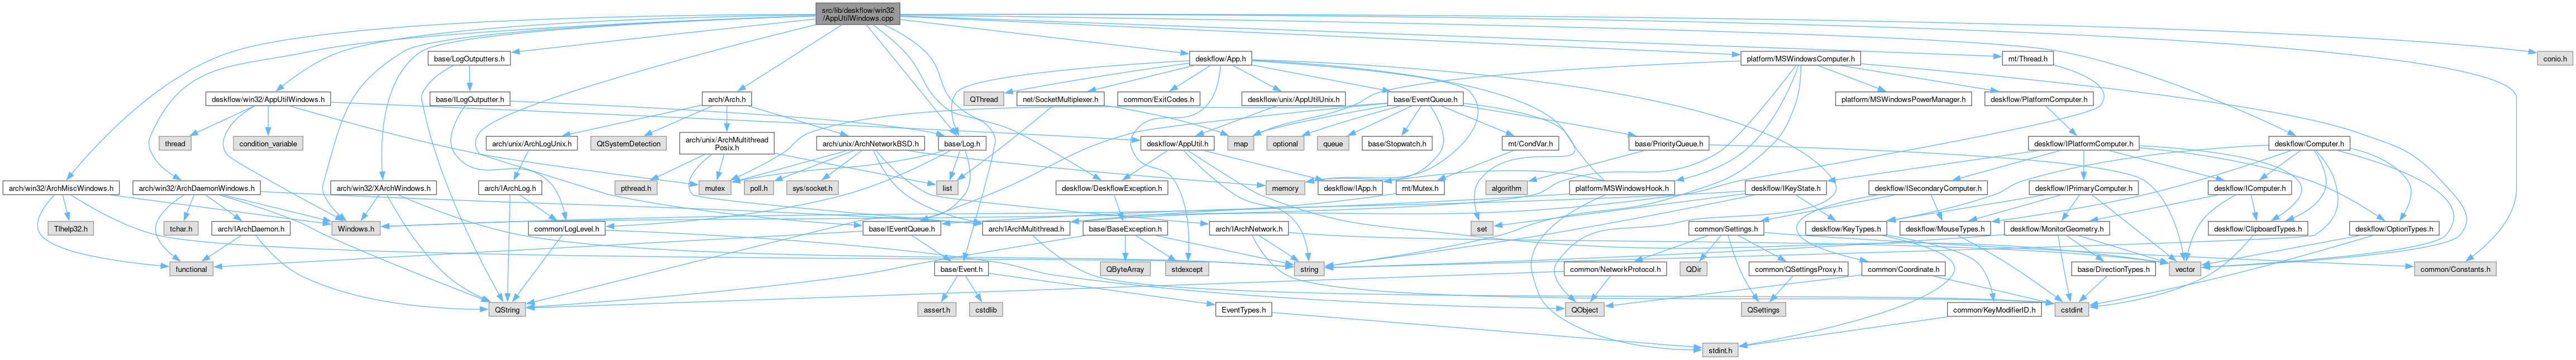 src/lib/deskflow/win32
/AppUtilWindows.cpp
base/LogOutputters.h
deskflow/App.h
platform/MSWindowsComputer.h
mt/Thread.h
conio.h
deskflow/win32/AppUtilWindows.h
base/ILogOutputter.h
arch/Arch.h
QThread
net/SocketMultiplexer.h
common/ExitCodes.h
deskflow/unix/AppUtilUnix.h
base/EventQueue.h
platform/MSWindowsPowerManager.h
deskflow/PlatformComputer.h
thread
condition_variable
arch/unix/ArchLogUnix.h
QtSystemDetection
arch/unix/ArchMultithread
Posix.h
arch/unix/ArchNetworkBSD.h
base/Log.h
deskflow/AppUtil.h
map
optional
queue
base/Stopwatch.h
mt/CondVar.h
base/PriorityQueue.h
deskflow/IPlatformComputer.h
deskflow/Computer.h
arch/win32/ArchMiscWindows.h
arch/win32/ArchDaemonWindows.h
arch/win32/XArchWindows.h
arch/IArchLog.h
pthread.h
mutex
poll.h
sys/socket.h
list
deskflow/DeskflowException.h
memory
deskflow/IApp.h
mt/Mutex.h
algorithm
platform/MSWindowsHook.h
deskflow/IKeyState.h
deskflow/ISecondaryComputer.h
deskflow/IPrimaryComputer.h
deskflow/IComputer.h
Tlhelp32.h
tchar.h
arch/IArchDaemon.h
Windows.h
common/LogLevel.h
base/IEventQueue.h
arch/IArchMultithread.h
base/BaseException.h
arch/IArchNetwork.h
set
common/Settings.h
deskflow/KeyTypes.h
deskflow/MouseTypes.h
deskflow/MonitorGeometry.h
deskflow/ClipboardTypes.h
deskflow/OptionTypes.h
functional
base/Event.h
QByteArray
stdexcept
string
common/NetworkProtocol.h
QDir
common/QSettingsProxy.h
common/Coordinate.h
base/DirectionTypes.h
vector
common/Constants.h
QString
assert.h
cstdlib
EventTypes.h
QObject
QSettings
common/KeyModifierID.h
cstdint
stdint.h